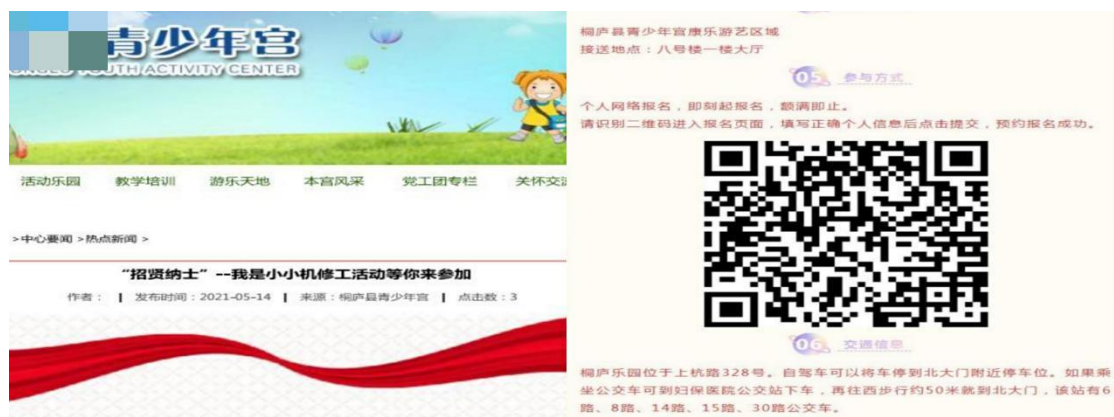 青少年宫
YOUTH ACTIVITY CENTER
活动乐园 教学培训 游乐天地 本宫风采 党工团专栏 关怀交
>中心要闻 >热点新闻 >
“招贤纳士”--我是小小机修工活动等你来参加
作者： | 发布时间：2021-05-14 | 来源：桐庐县青少年宫 | 点击数：3
桐庐县青少年宫康乐游艺区域
接送地点：八号楼一楼大厅
05 参与方式
个人网络报名，即刻起报名，额满即止。
请识别二维码进入报名页面，填写正确个人信息后点击提交，预约报名成功。
06 交通信息
桐庐乐园位于上杭路328号。自驾车可以将车停到北大门附近停车位。如果乘
坐公交车可到妇保医院公交站下车，再往西步行约50米就到北大门，该站有6
路、8路、14路、15路、30路公交车。